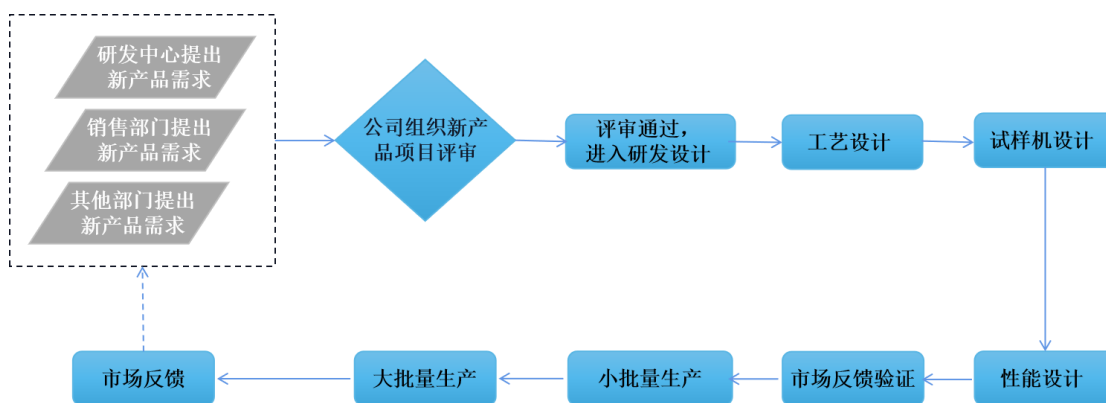 研发中心提出
新产品需求
销售部门提出
新产品需求
其他部门提出
新产品需求
公司组织新产
品项目评审
评审通过，
进入研发设计
工艺设计
试样机设计
性能设计
市场反馈验证
小批量生产
大批量生产
市场反馈